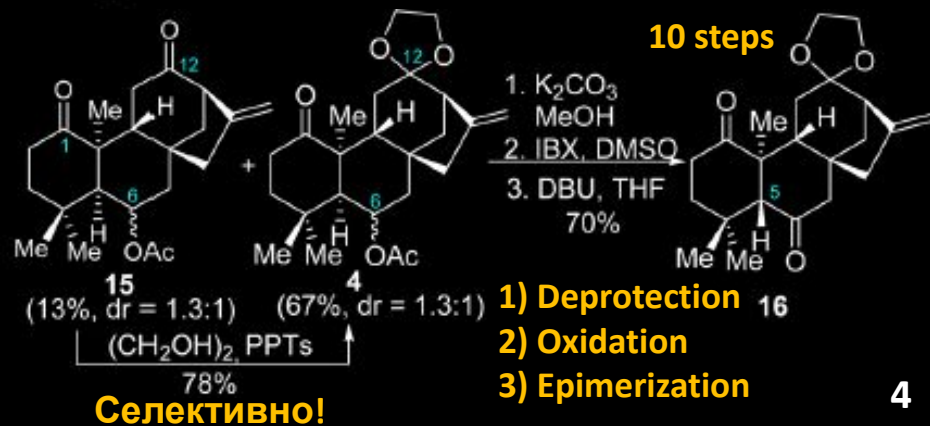 10 steps
O
12
O
O
12
O
Me
H
1
6
H
Me
Me
OAc
15
(13%, dr = 1.3:1)
+
O
Me
H
6
H
Me
Me
OAc
4
(67%, dr = 1.3:1)
(CH₂OH)₂, PPTs
78%
Селективно!
1. K₂CO₃
MeOH
2. IBX, DMSO
3. DBU, THF
70%
O
O
12
O
Me
H
5
H
Me
Me
O
16
1) Deprotection
2) Oxidation
3) Epimerization
4